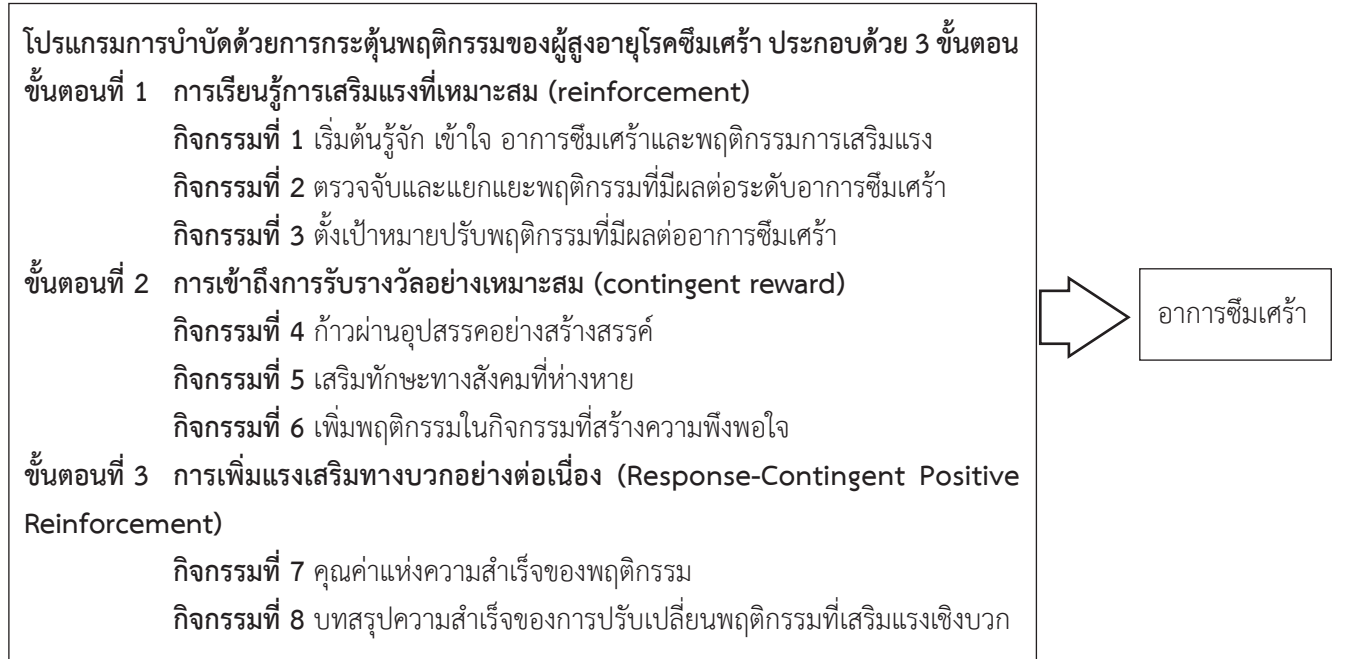 โปรแกรมการบำบัดด้วยการกระตุ้นพฤติกรรมของผู้สูงอายุโรคซึมเศร้า ประกอบด้วย 3 ขั้นตอน
ขั้นตอนที่ 1 การเรียนรู้การเสริมแรงที่เหมาะสม (reinforcement)
กิจกรรมที่ 1 เริ่มต้นรู้จัก เข้าใจ อาการซึมเศร้าและพฤติกรรมการเสริมแรง
กิจกรรมที่ 2 ตรวจจับและแยกแยะพฤติกรรมที่มีผลต่อระดับอาการซึมเศร้า
กิจกรรมที่ 3 ตั้งเป้าหมายปรับพฤติกรรมที่มีผลต่ออาการซึมเศร้า
ขั้นตอนที่ 2 การเข้าถึงการรับรางวัลอย่างเหมาะสม (contingent reward)
กิจกรรมที่ 4 ก้าวผ่านอุปสรรคอย่างสร้างสรรค์
กิจกรรมที่ 5 เสริมทักษะทางสังคมที่ห่างหาย
กิจกรรมที่ 6 เพิ่มพฤติกรรมในกิจกรรมที่สร้างความพึงพอใจ
ขั้นตอนที่ 3 การเพิ่มแรงเสริมทางบวกอย่างต่อเนื่อง (Response-Contingent Positive
Reinforcement)
กิจกรรมที่ 7 คุณค่าแห่งความสำเร็จของพฤติกรรม
กิจกรรมที่ 8 บทสรุปความสำเร็จของการปรับเปลี่ยนพฤติกรรมที่เสริมแรงเชิงบวก
อาการซึมเศร้า